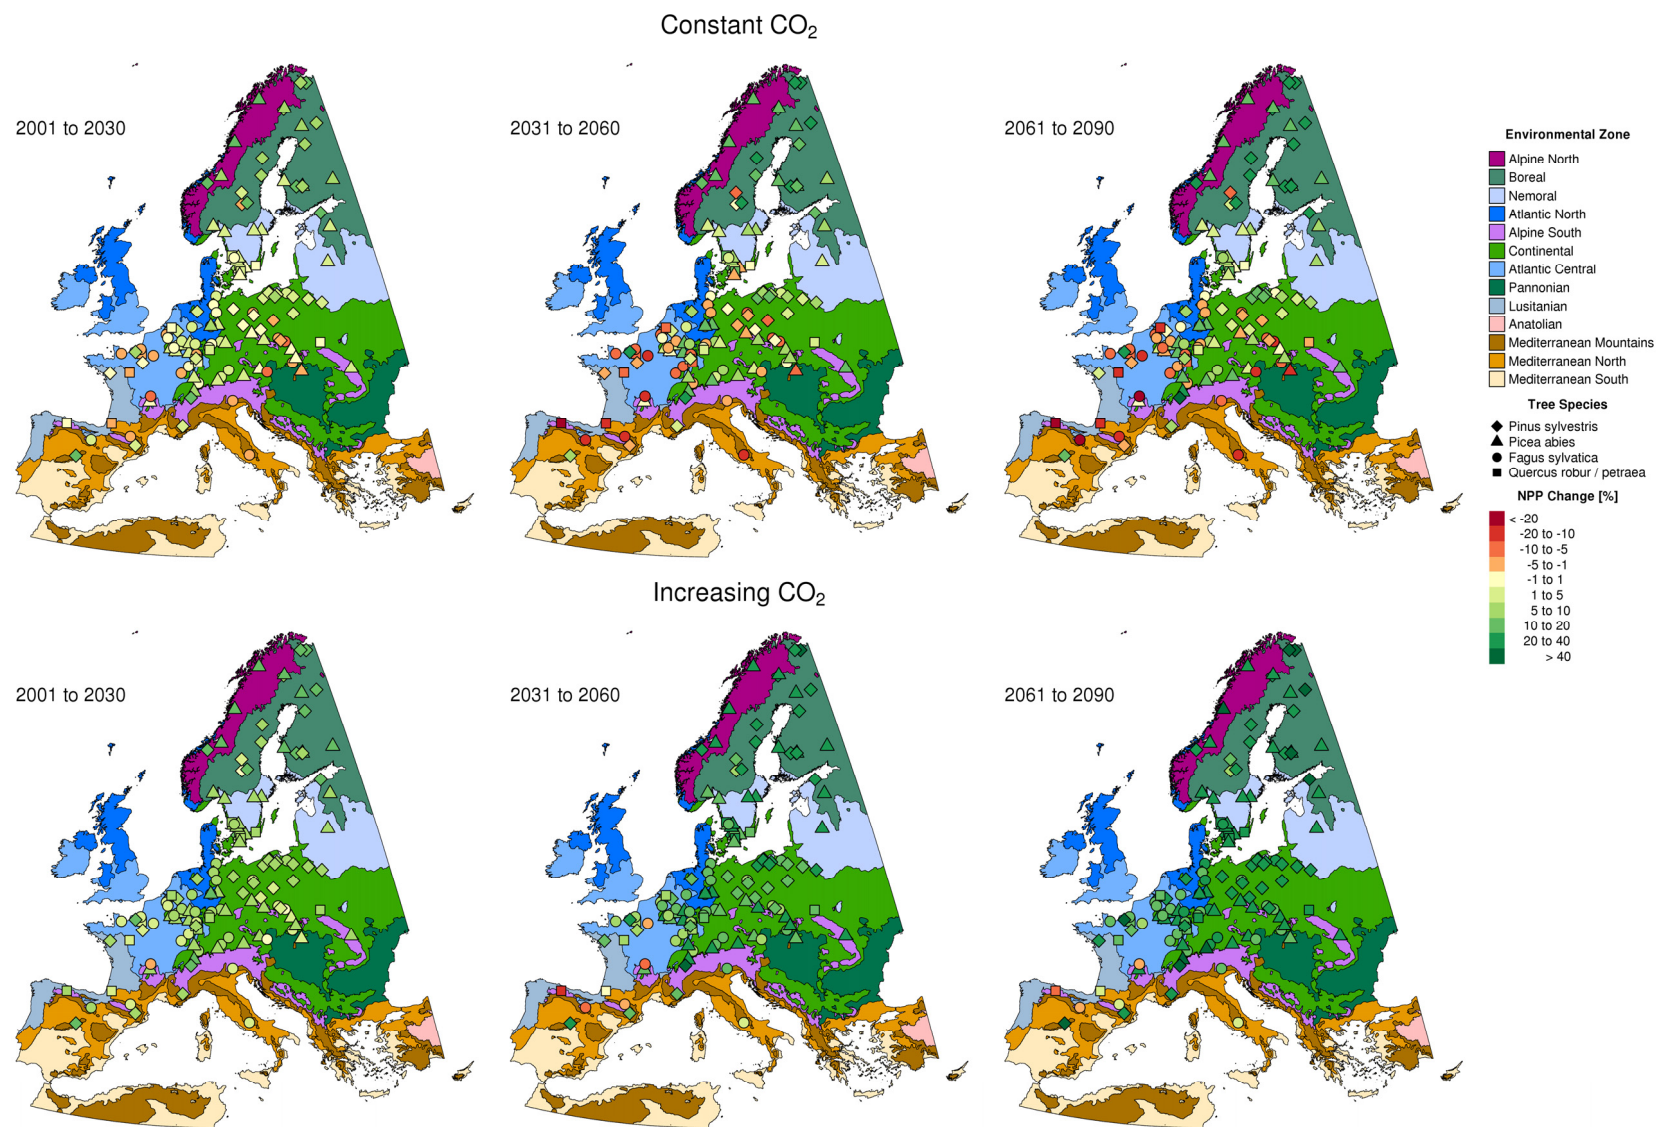 Constant CO₂
2001 to 2030
2031 to 2060
2061 to 2090
Environmental Zone
Alpine North
Boreal
Nemoral
Atlantic North
Alpine South
Continental
Atlantic Central
Pannonian
Lusitanian
Anatolian
Mediterranean Mountains
Mediterranean North
Mediterranean South
Tree Species
Pinus sylvestris
Picea abies
Fagus sylvatica
Quercus robur / petraea
NPP Change [%]
< -20
-20 to -10
-10 to -5
-5 to -1
-1 to 1
1 to 5
5 to 10
10 to 20
20 to 40
> 40
Increasing CO₂
2001 to 2030
2031 to 2060
2061 to 2090